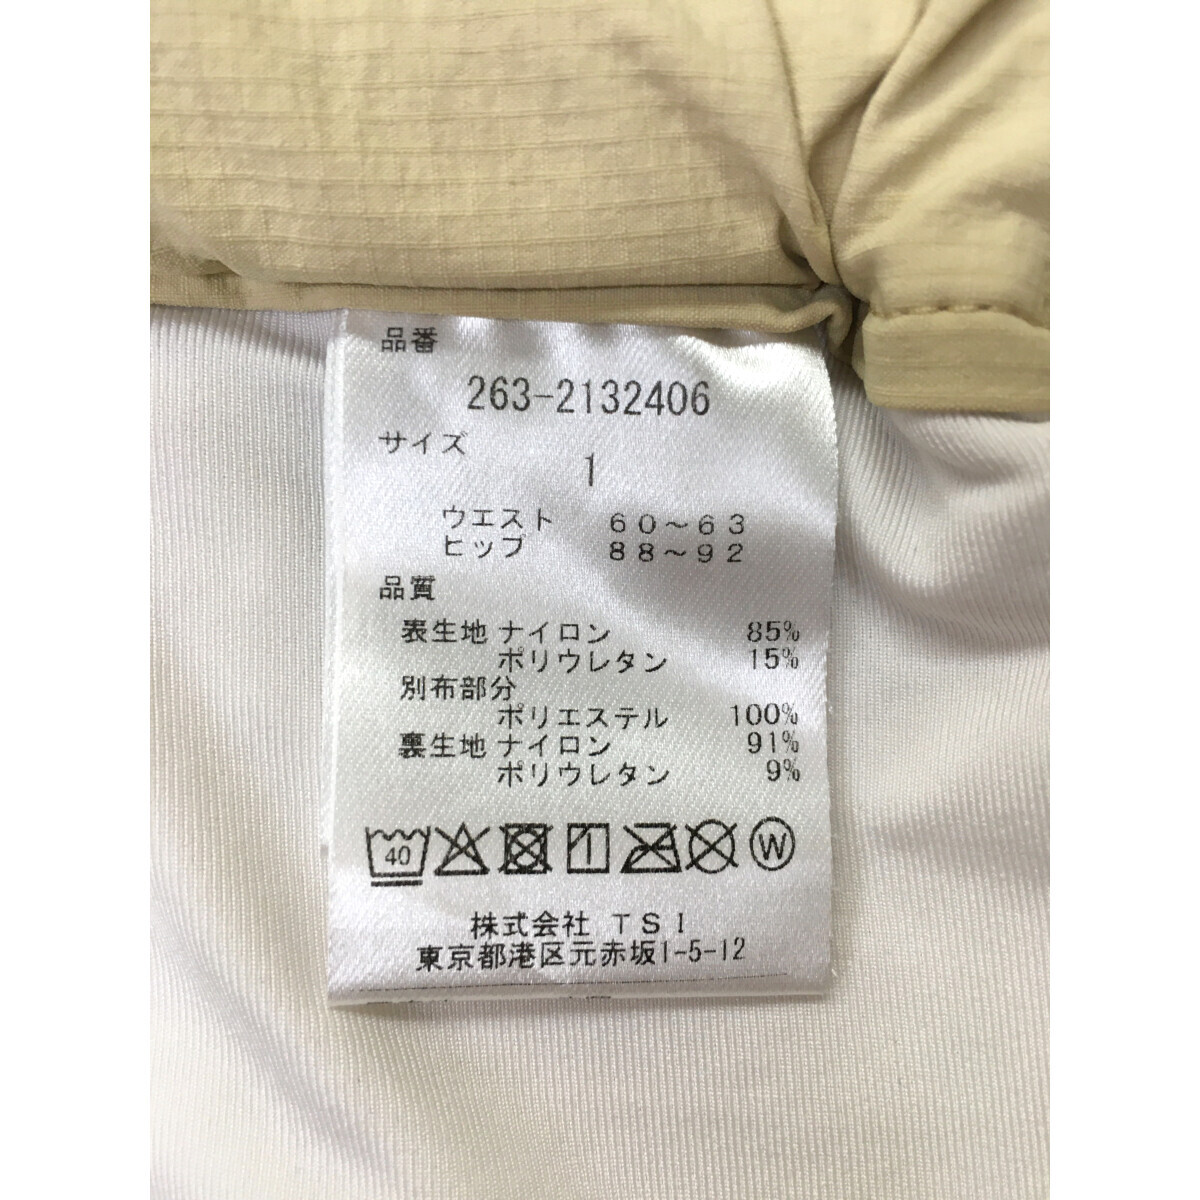 品番
263-2132406
サイズ
1
ウエスト 60～63
ヒップ 88～92
品質
表生地 ナイロン 85%
ポリウレタン 15%
別布部分
ポリエステル 100%
裏生地 ナイロン 91%
ポリウレタン 9%
40 W
株式会社 TSI
東京都港区元赤坂1-5-12